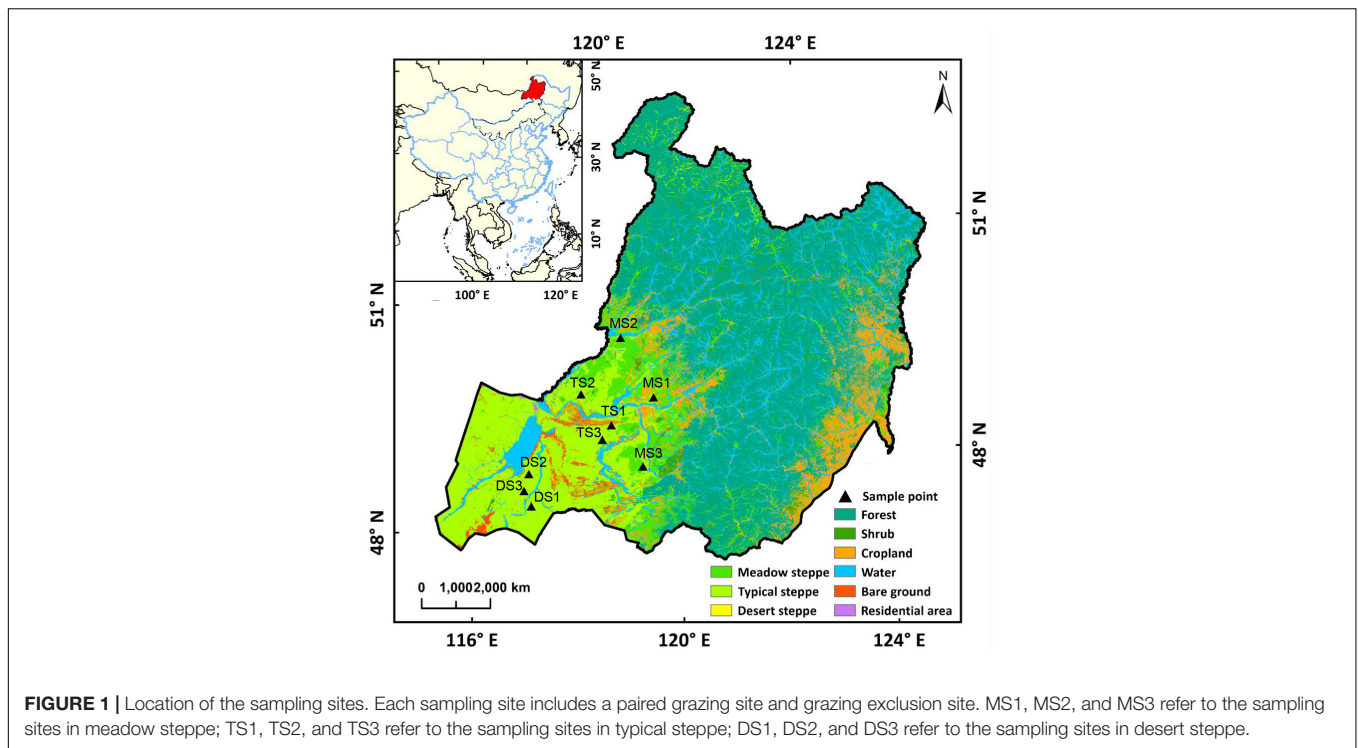 120° E 124° E
N
50° N
30° N
10° N
100° E 120° E
51° N
51° N
MS2
TS2 MS1
TS1
TS3
48° N
MS3
DS2
DS3
DS1
48° N
Sample point
Forest
Shrub
Cropland
Meadow steppe Water
Typical steppe Bare ground
Desert steppe Residential area
0 1,0002,000 km
116° E 120° E 124° E
FIGURE 1 | Location of the sampling sites. Each sampling site includes a paired grazing site and grazing exclusion site. MS1, MS2, and MS3 refer to the sampling
sites in meadow steppe; TS1, TS2, and TS3 refer to the sampling sites in typical steppe; DS1, DS2, and DS3 refer to the sampling sites in desert steppe.